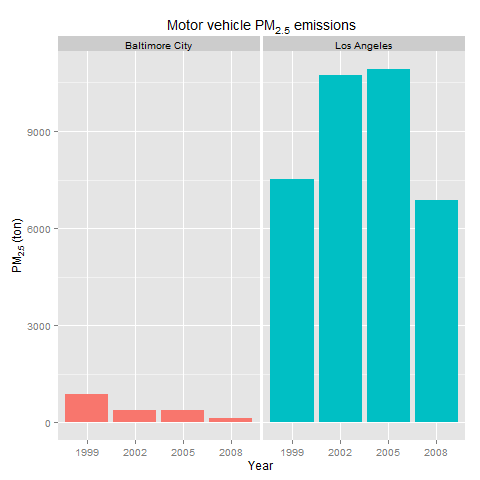 Motor vehicle PM2.5 emissions
Baltimore City Los Angeles
9000
6000
3000
0
PM2.5 (ton)
1999 2002 2005 2008 1999 2002 2005 2008
Year